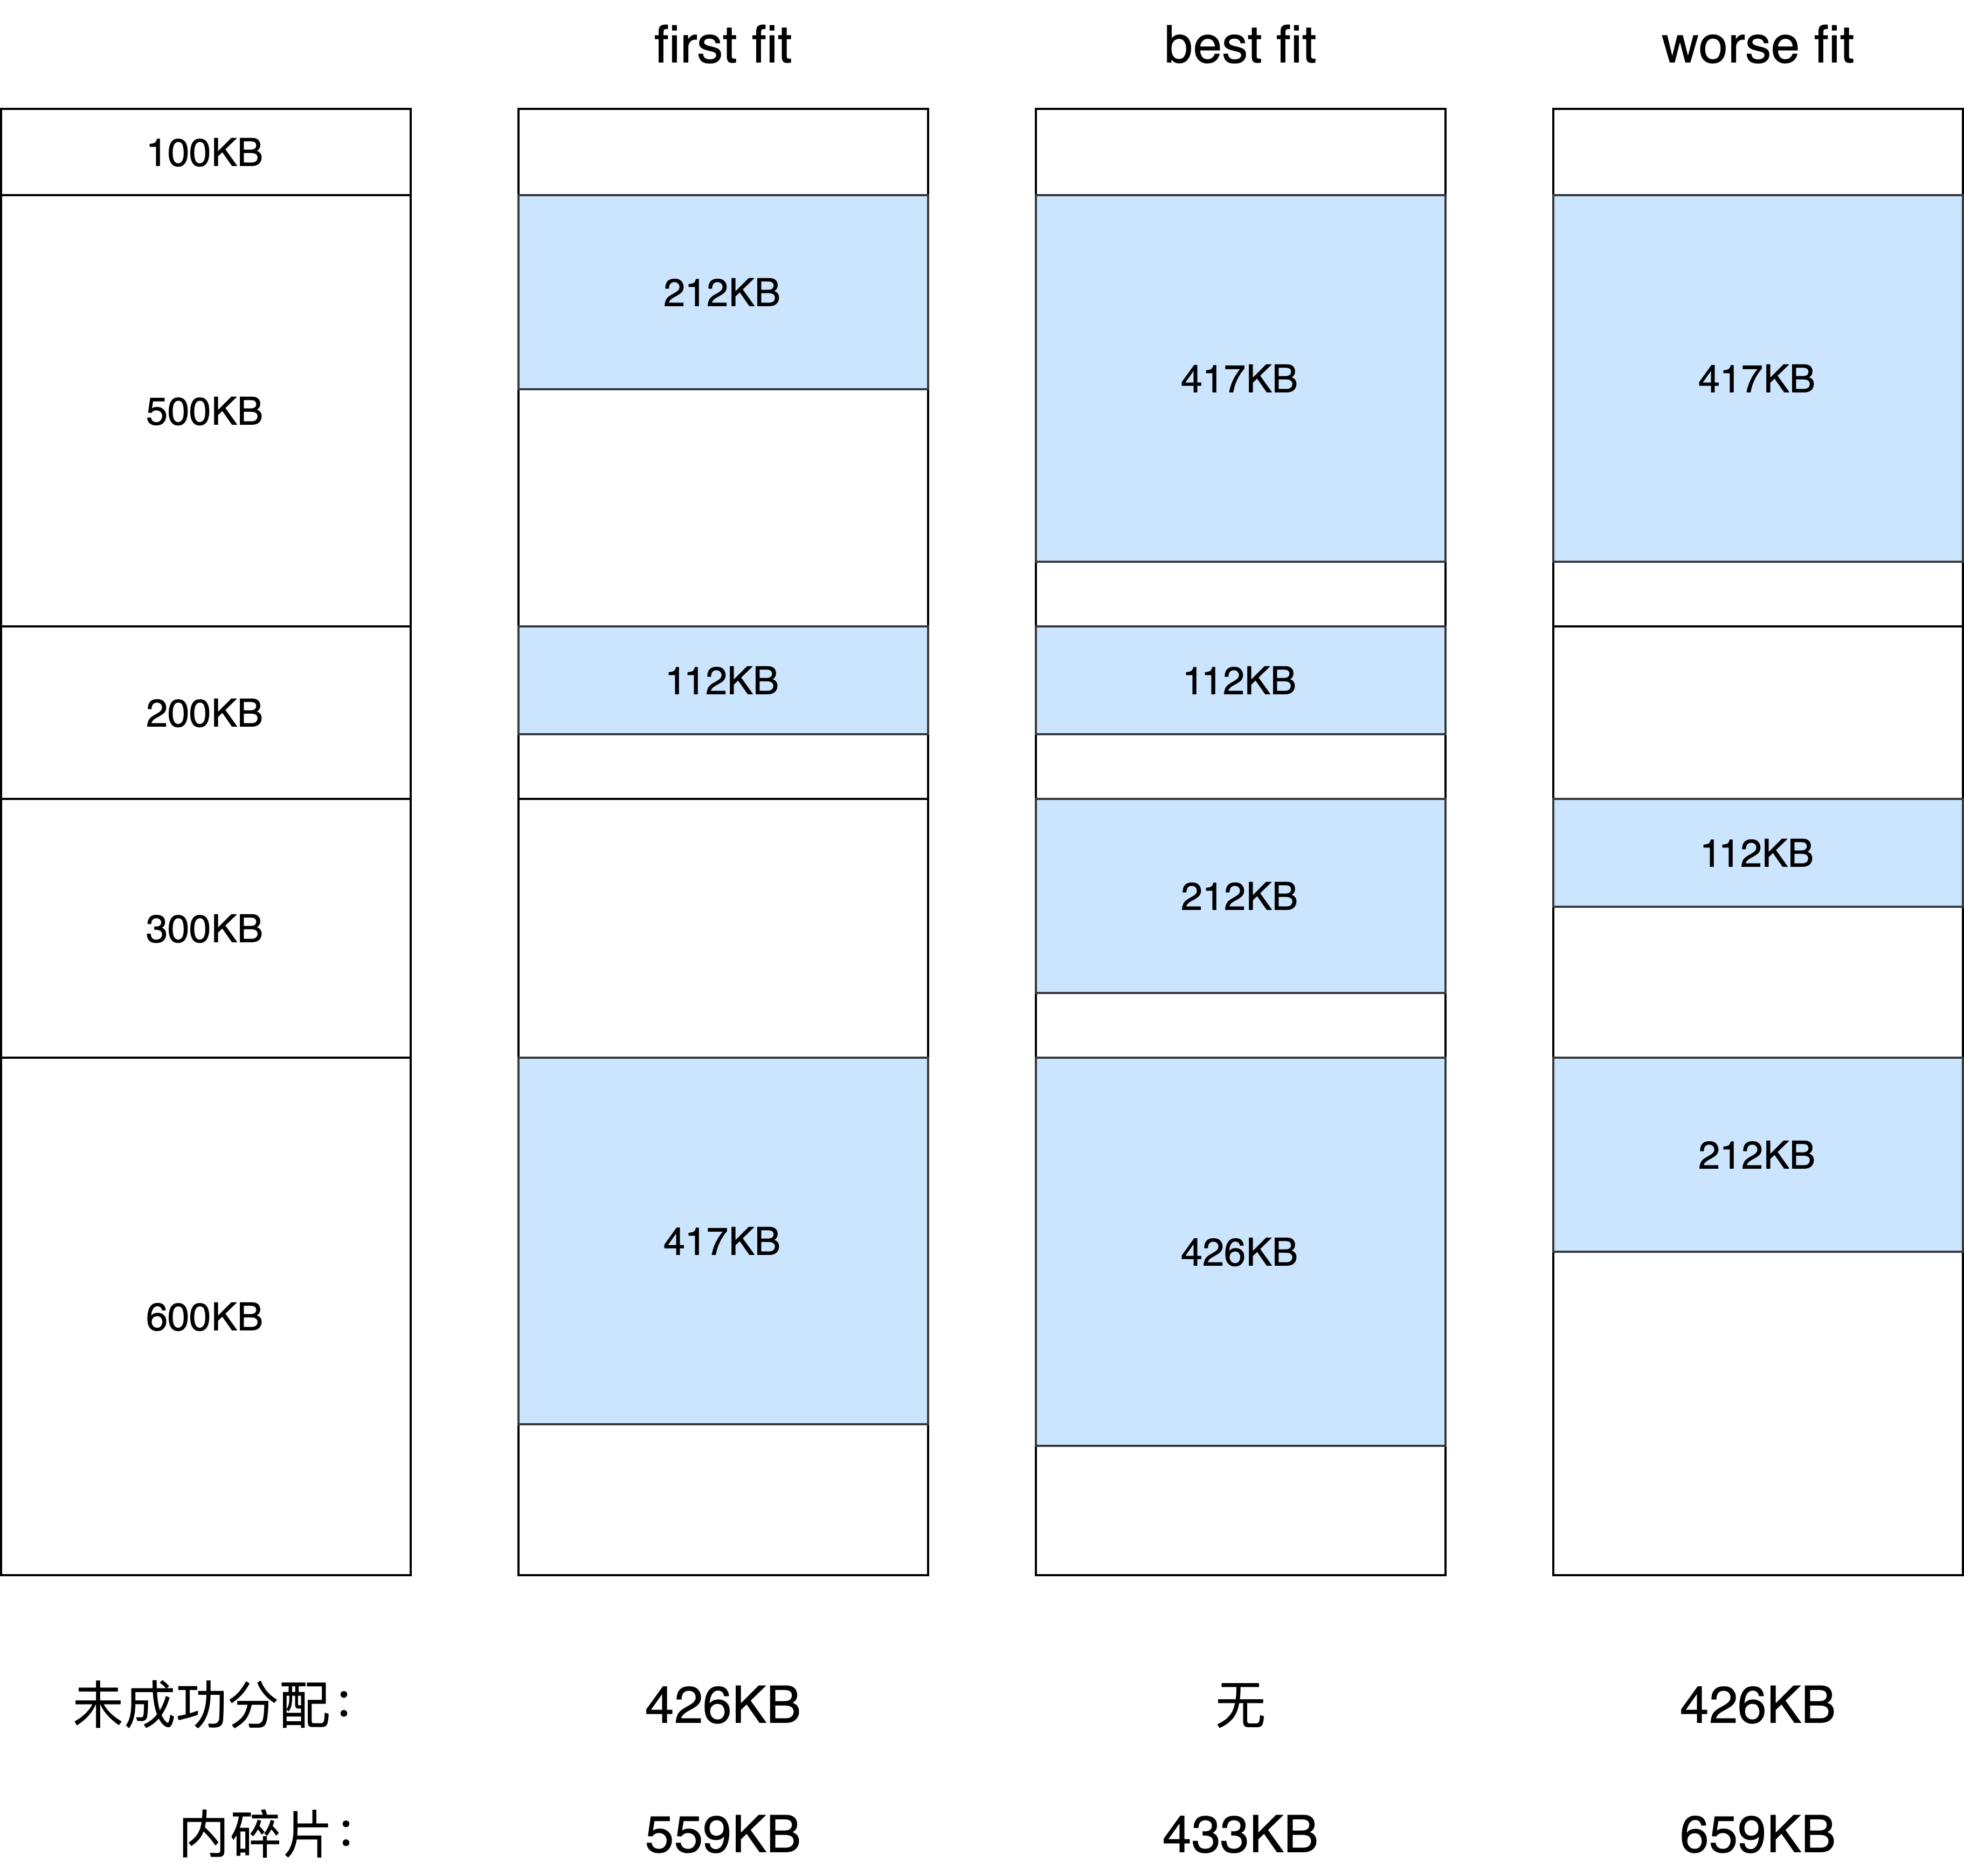 first fit
best fit
worse fit
100KB
500KB
200KB
300KB
600KB
212KB
112KB
417KB
417KB
112KB
212KB
426KB
417KB
112KB
212KB
未成功分配：
426KB
无
426KB
内碎片：
559KB
433KB
659KB